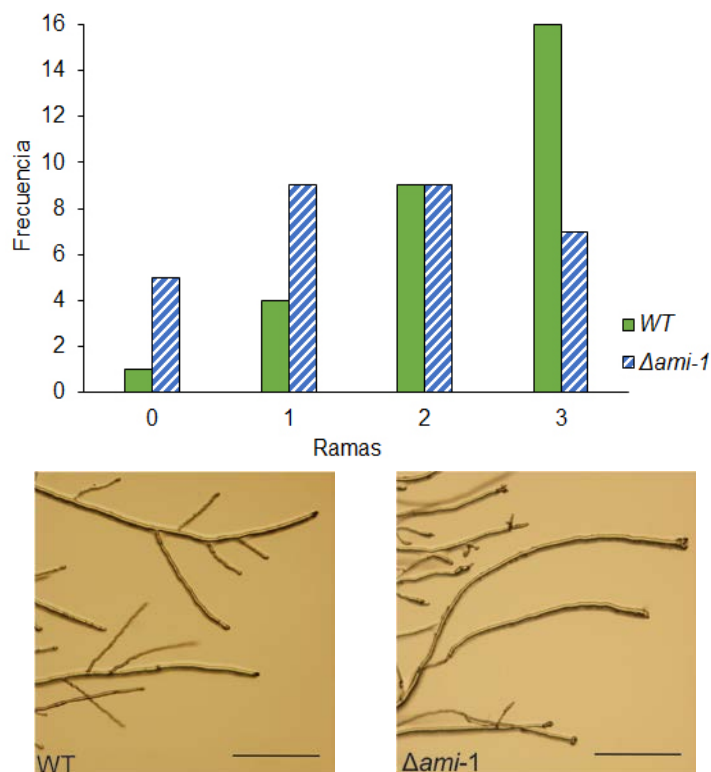 16
14
12
10
8
6
4
2
0
Frecuencia
0 1 2 3
Ramas
WT
Δami-1
WT
Δami-1